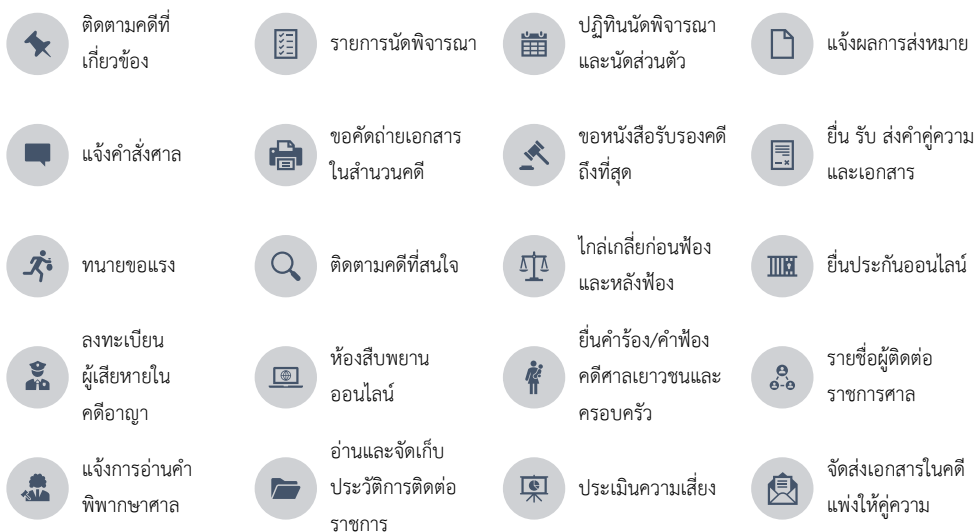 ติดตามคดีที่
เกี่ยวข้อง
รายการนัดพิจารณา
ปฏิทินนัดพิจารณา
และนัดส่วนตัว
แจ้งผลการส่งหมาย
แจ้งคำสั่งศาล
ขอคัดถ่ายเอกสาร
ในสำนวนคดี
ขอหนังสือรับรองคดี
ถึงที่สุด
ยื่น รับ ส่งคำคู่ความ
และเอกสาร
ทนายขอแรง
ติดตามคดีที่สนใจ
ไกล่เกลี่ยก่อนฟ้อง
และหลังฟ้อง
ยื่นประกันออนไลน์
ลงทะเบียน
ผู้เสียหายใน
คดีอาญา
ห้องสืบพยาน
ออนไลน์
ยื่นคำร้อง/คำฟ้อง
คดีศาลเยาวชนและ
ครอบครัว
รายชื่อผู้ติดต่อ
ราชการศาล
แจ้งการอ่านคำ
พิพากษาศาล
อ่านและจัดเก็บ
ประวัติการติดต่อ
ราชการ
ประเมินความเสี่ยง
จัดส่งเอกสารในคดี
แพ่งให้คู่ความ